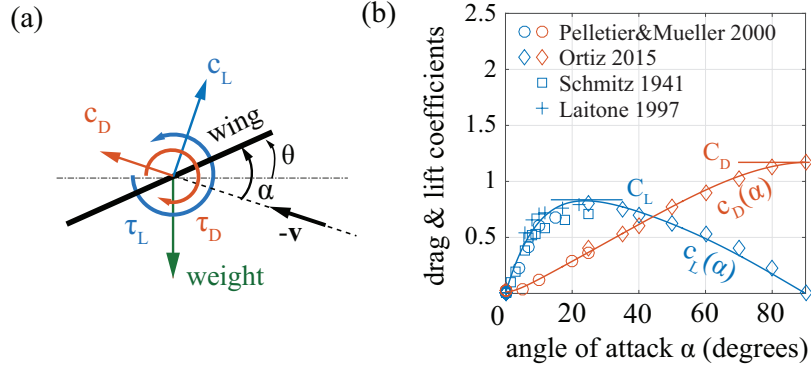 (a)
c_L
c_D
wing
θ
α
-v
τ_L
τ_D
weight
(b)
drag & lift coefficients
2.5
2
1.5
1
0.5
0
20
40
60
80
angle of attack α (degrees)
Pelletier&Mueller 2000
Ortiz 2015
Schmitz 1941
Laitone 1997
C_D
C_L
c_D(α)
c_L(α)